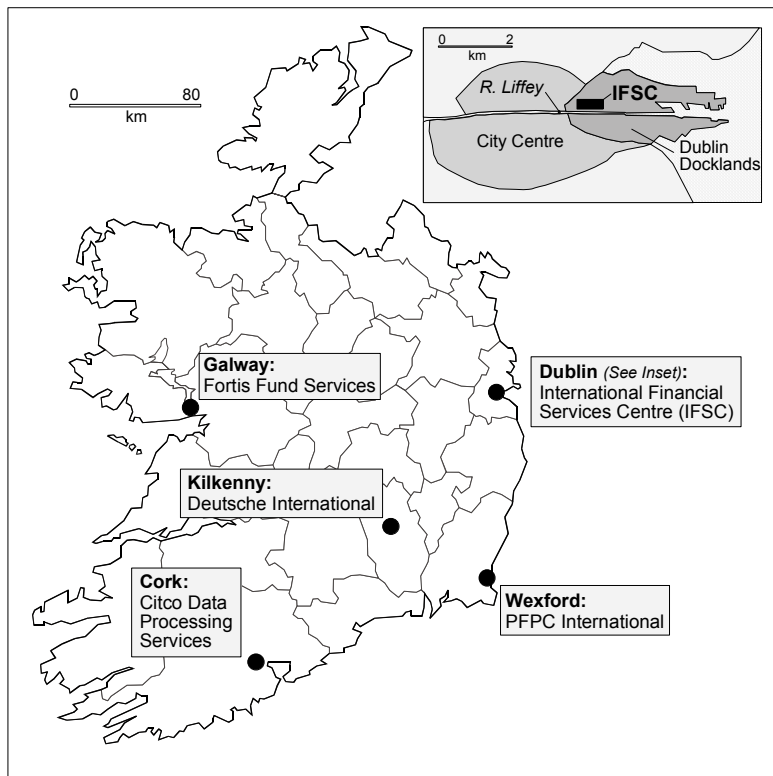 0 80
km
0 2
km
R. Liffey
IFSC
City Centre
Dublin
Docklands
Galway:
Fortis Fund Services
Dublin (See Inset):
International Financial
Services Centre (IFSC)
Kilkenny:
Deutsche International
Cork:
Citco Data
Processing
Services
Wexford:
PFPC International